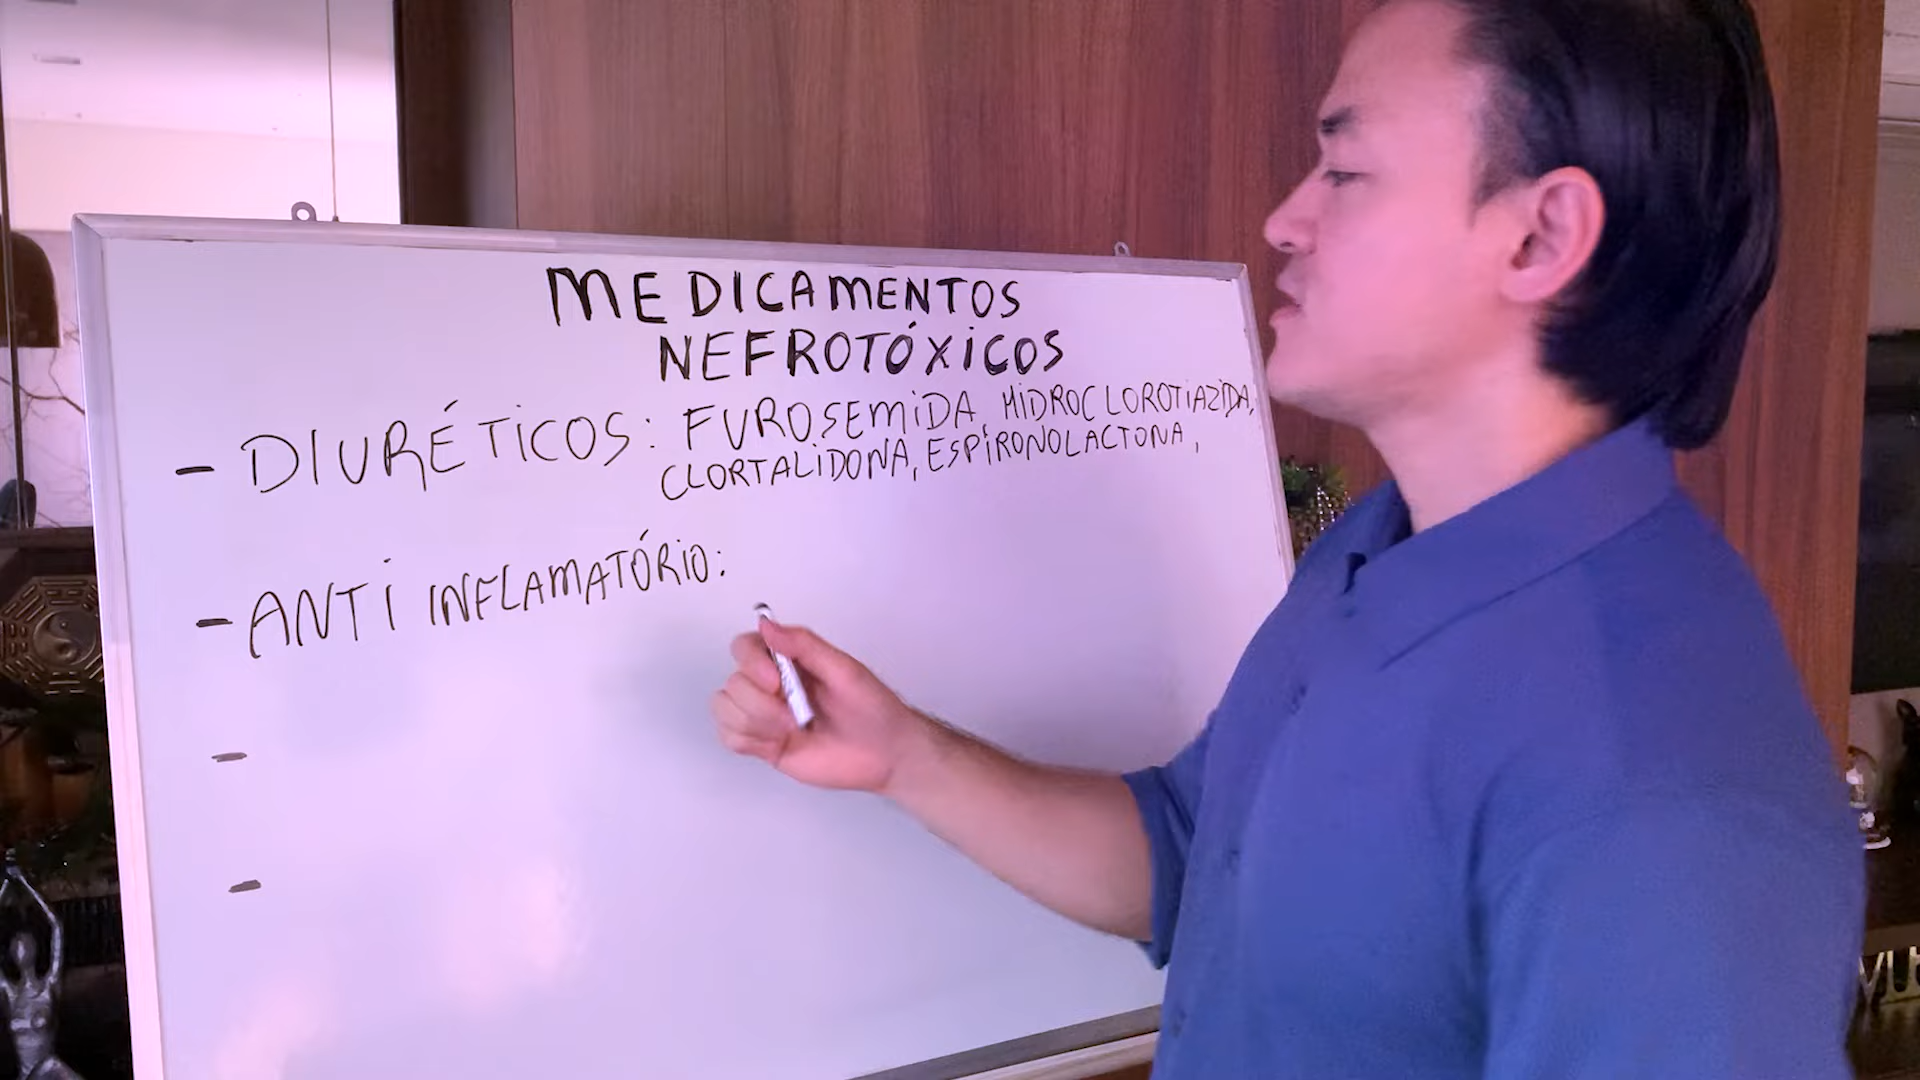 MEDICAMENTOS
NEFROTÓXICOS
- DIURÉTICOS: FUROSEMIDA, HIDROCLOROTIAZIDA,
CLORTALIDONA, ESPIRONOLACTONA,
- ANTI INFLAMATÓRIO:
-
-